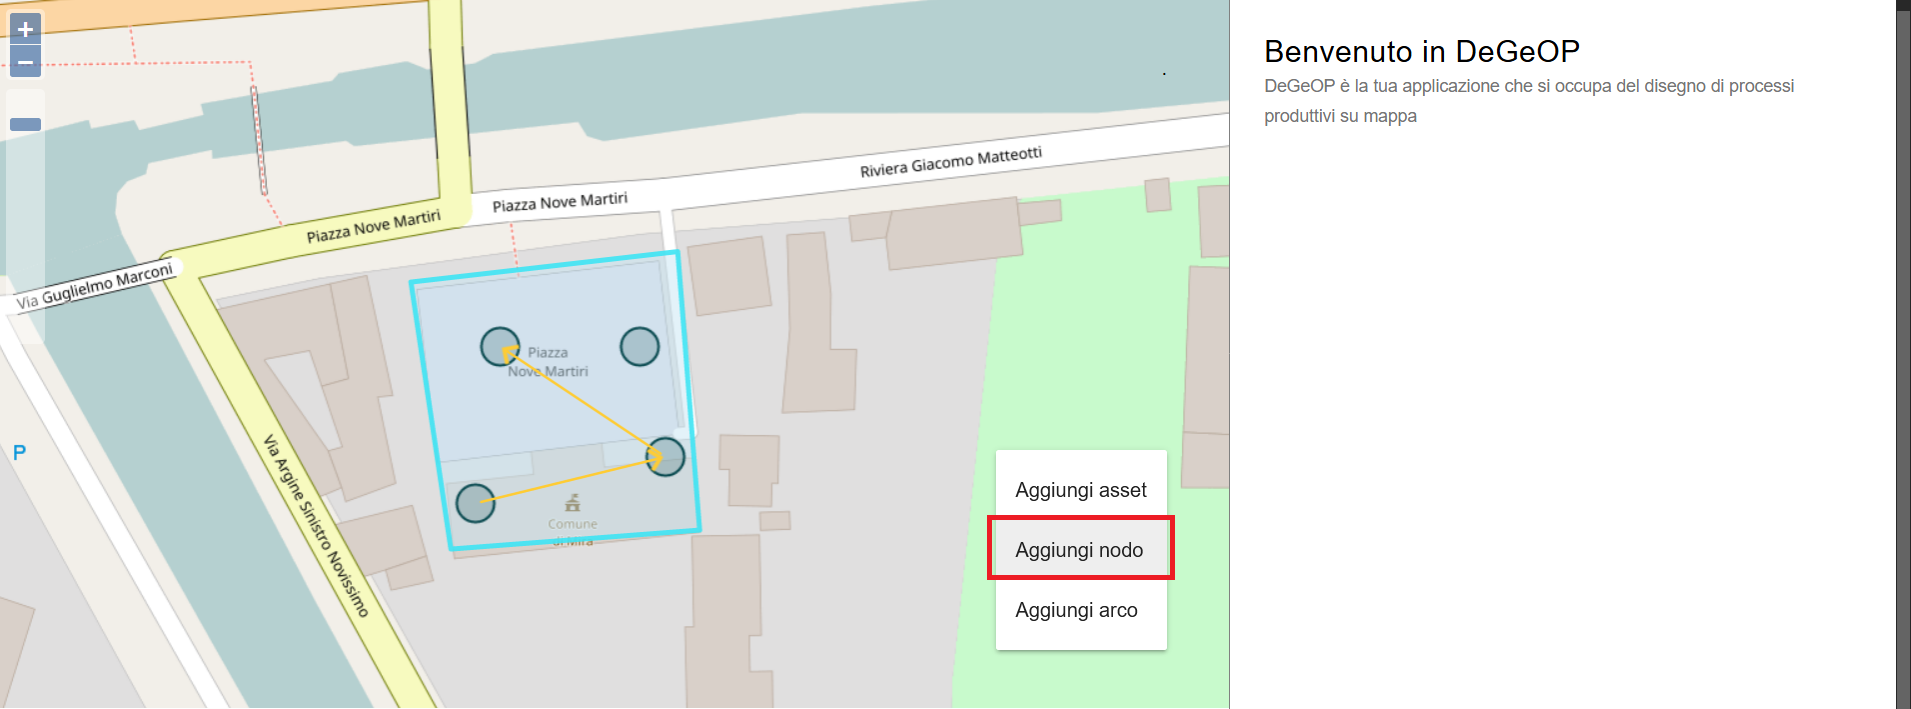 +
−
Benvenuto in DeGeOP
DeGeOP è la tua applicazione che si occupa del disegno di processi
produttivi su mappa
Riviera Giacomo Matteotti
Piazza Nove Martiri
Piazza Nove Martiri
Via Guglielmo Marconi
Piazza
Nove Martiri
P
Via Argine Sinistro Novissimo
Comune
di Mira
Aggiungi asset
Aggiungi nodo
Aggiungi arco